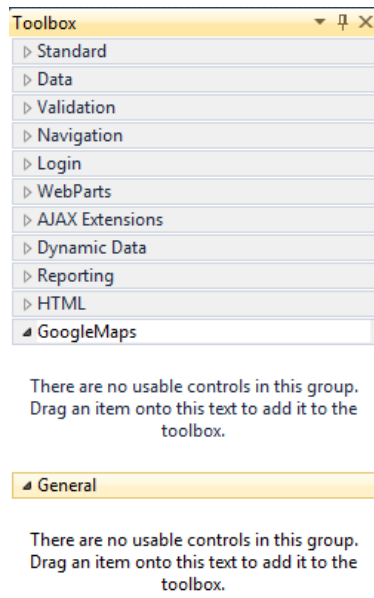 Toolbox
Standard
Data
Validation
Navigation
Login
WebParts
AJAX Extensions
Dynamic Data
Reporting
HTML
GoogleMaps
There are no usable controls in this group.
Drag an item onto this text to add it to the
toolbox.
General
There are no usable controls in this group.
Drag an item onto this text to add it to the
toolbox.